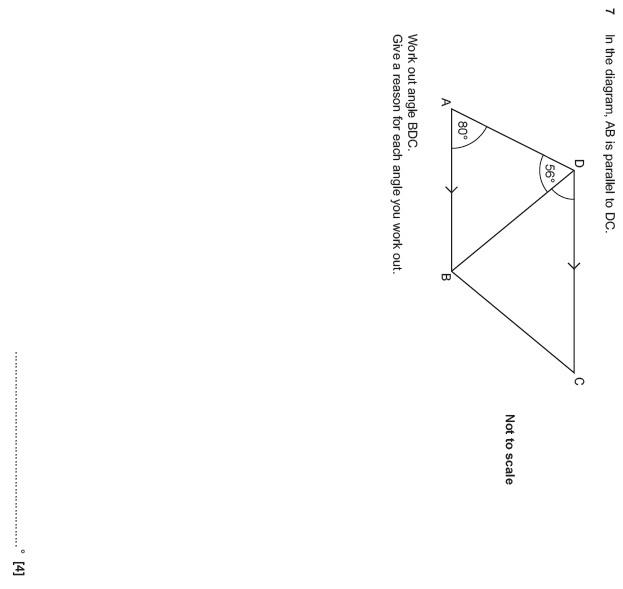 7 In the diagram, AB is parallel to DC.
D
C
56°
80°
A
B
Not to scale
Work out angle BDC.
Give a reason for each angle you work out.
.......................................................° [4]